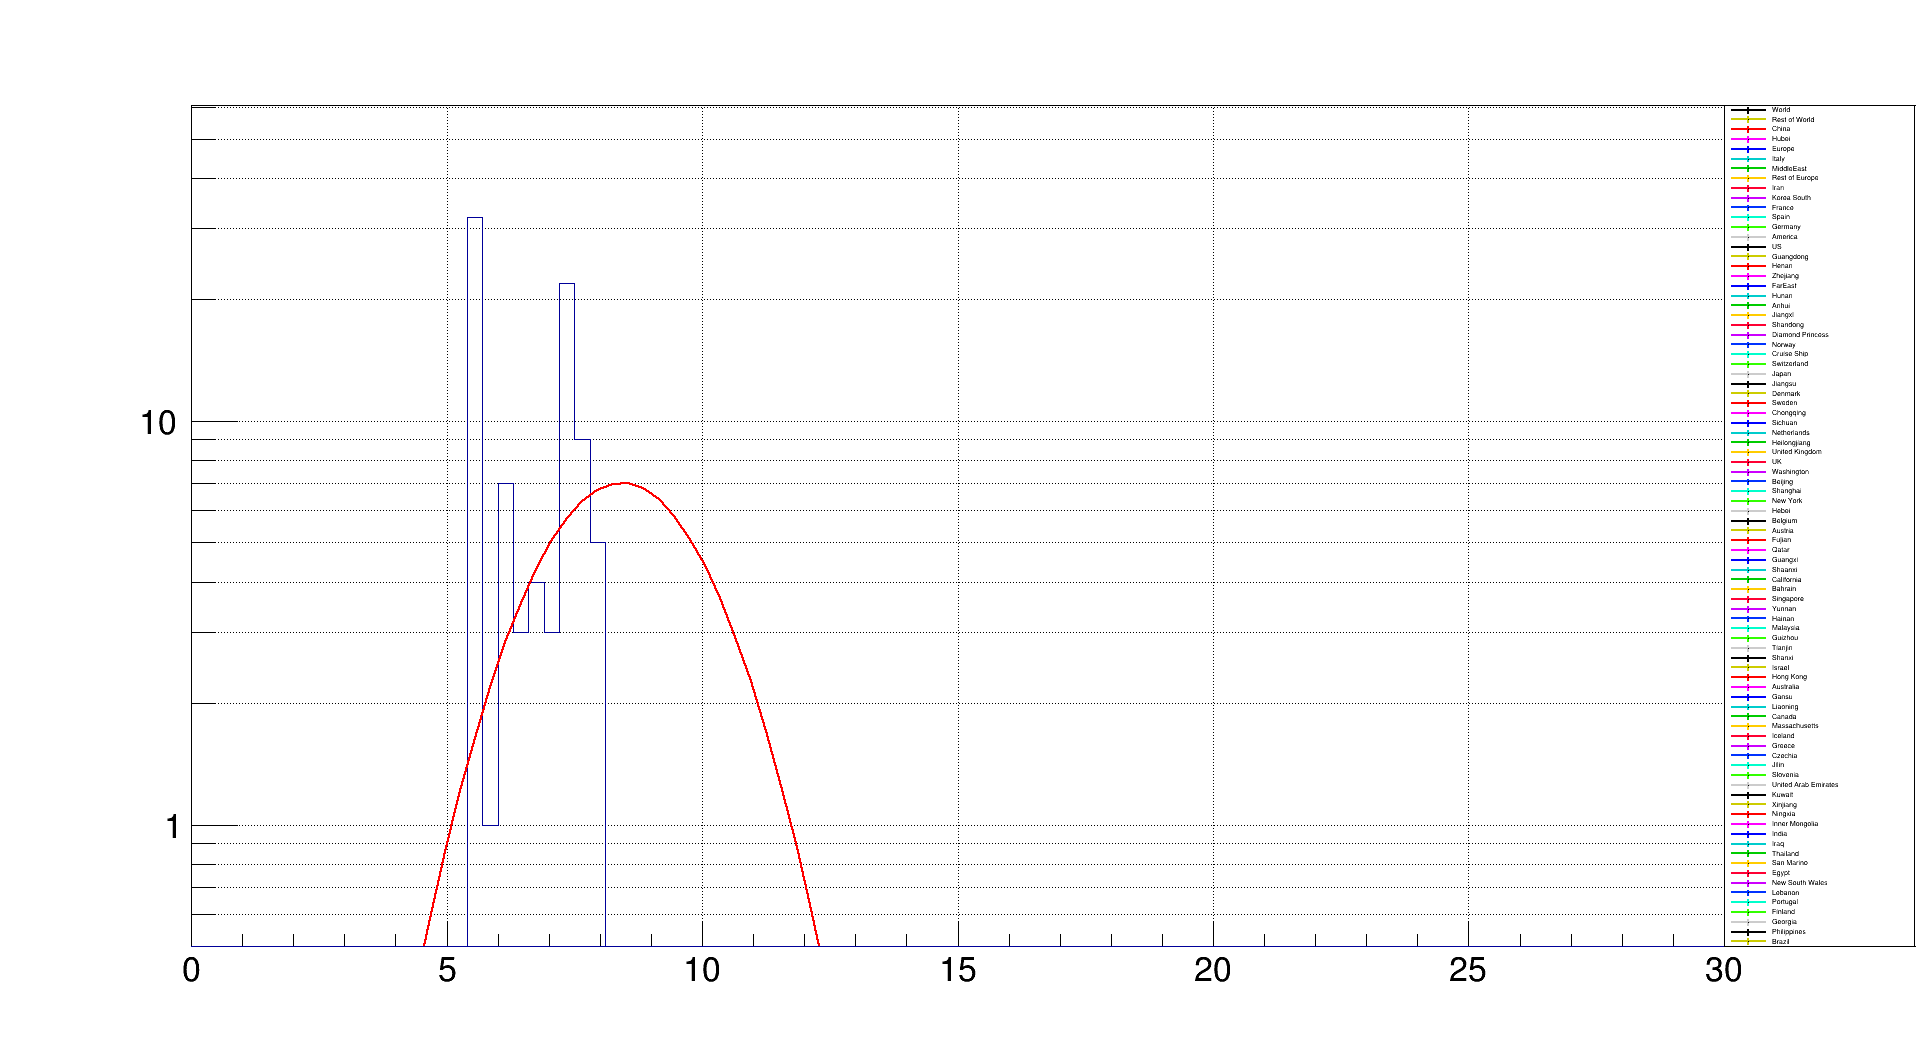 10
1
0 5 10 15 20 25 30
World
Rest of World
China
Hubei
Europe
Italy
MiddleEast
Rest of Europe
Iran
Korea South
France
Spain
Germany
America
US
Guangdong
Henan
Zhejiang
FarEast
Hunan
Anhui
Jiangxi
Shandong
Diamond Princess
Norway
Cruise Ship
Switzerland
Japan
Jiangsu
Denmark
Sweden
Chongqing
Sichuan
Netherlands
Heilongjiang
United Kingdom
UK
Washington
Beijing
Shanghai
New York
Hebei
Belgium
Austria
Fujian
Qatar
Guangxi
Shaanxi
California
Bahrain
Singapore
Yunnan
Hainan
Malaysia
Guizhou
Tianjin
Shanxi
Israel
Hong Kong
Australia
Gansu
Liaoning
Canada
Massachusetts
Iceland
Greece
Czechia
Jilin
Slovenia
United Arab Emirates
Kuwait
Xinjiang
Ningxia
Inner Mongolia
India
Iraq
Thailand
San Marino
Egypt
New South Wales
Lebanon
Portugal
Finland
Georgia
Philippines
Brazil